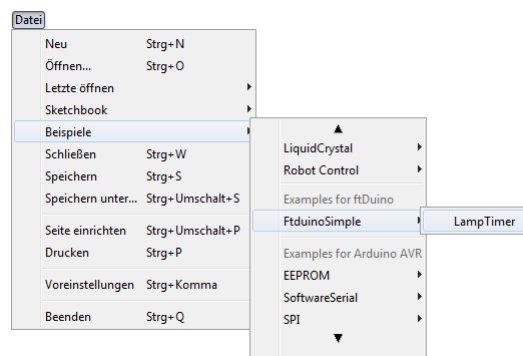 Datei
Neu Strg+N
Öffnen... Strg+O
Letzte öffnen
Sketchbook
Beispiele
Schließen Strg+W
Speichern Strg+S
Speichern unter... Strg+Umschalt+S
Seite einrichten Strg+Umschalt+P
Drucken Strg+P
Voreinstellungen Strg+Komma
Beenden Strg+Q
LiquidCrystal
Robot Control
Examples for ftDuino
FtduinoSimple
Examples for Arduino AVR
EEPROM
SoftwareSerial
SPI
LampTimer